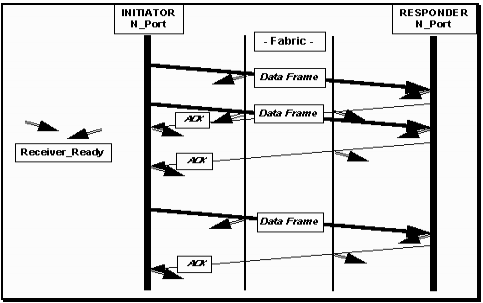 INITIATOR
N_Port
RESPONDER
N_Port
- Fabric -
Data Frame
ACK
Data Frame
Receiver_Ready
ACK
Data Frame
ACK